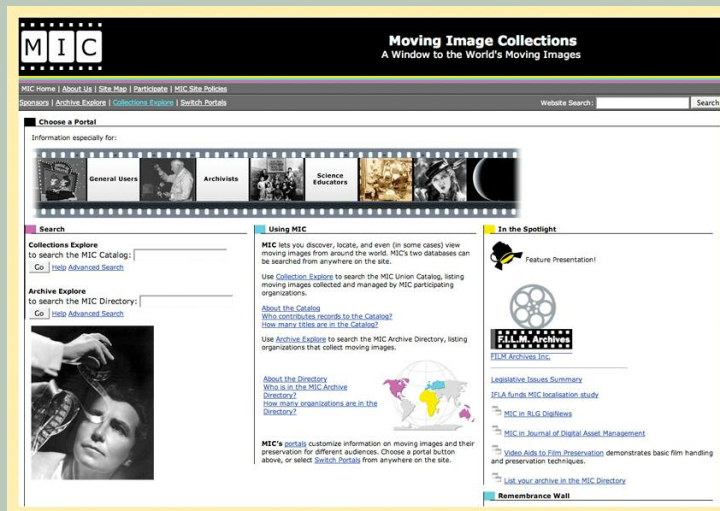 MIC
Moving Image Collections
A Window to the World's Moving Images
MIC Home | About Us | Site Map | Participate | MIC Site Policies
Sponsors | Archive Explore | Collections Explore | Switch Portals
Website Search: Search
Choose a Portal
Information especially for:
General Users
Archivists
Science
Educators
Search
Collections Explore
to search the MIC Catalog:
Go Help Advanced Search
Archive Explore
to search the MIC Directory:
Go Help Advanced Search
Using MIC
MIC lets you discover, locate, and even (in some cases) view
moving images from around the world. MIC's two databases can
be searched from anywhere on the site.
Use Collection Explore to search the MIC Union Catalog, listing
moving images collected and managed by MIC participating
organizations.
About the Catalog
Who contributes records to the Catalog?
How many titles are in the Catalog?
Use Archive Explore to search the MIC Archive Directory, listing
organizations that collect moving images.
About the Directory
Who is in the MIC Archive
Directory?
How many organizations are in the
Directory?
MIC's portals customize information on moving images and their
preservation for different audiences. Choose a portal button
above, or select Switch Portals from anywhere on the site.
In the Spotlight
Feature Presentation!
F.I.L.M. Archives
FILM Archives Inc.
Legislative Issues Summary
IFLA funds MIC localisation study
MIC in RLG DigiNews
MIC in Journal of Digital Asset Management
Video Aids to Film Preservation demonstrates basic film handling
and preservation techniques.
List your archive in the MIC Directory
Remembrance Wall